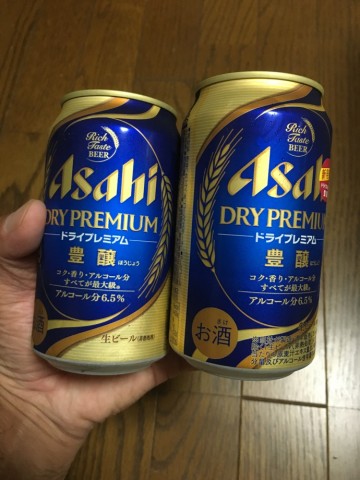 Rich
Taste
BEER
Asahi
DRY PREMIUM
ドライプレミアム
豊醸 ほうじょう
コク・香り・アルコール分
すべてが最大級。
アルコール分6.5%
酒
生ビール
Rich
Taste
BEER
Asahi
DRY PREMIUM
ドライプレミアム
豊醸
コク・香り・アルコール分
すべてが最大級。
アルコール分6.5%
お酒